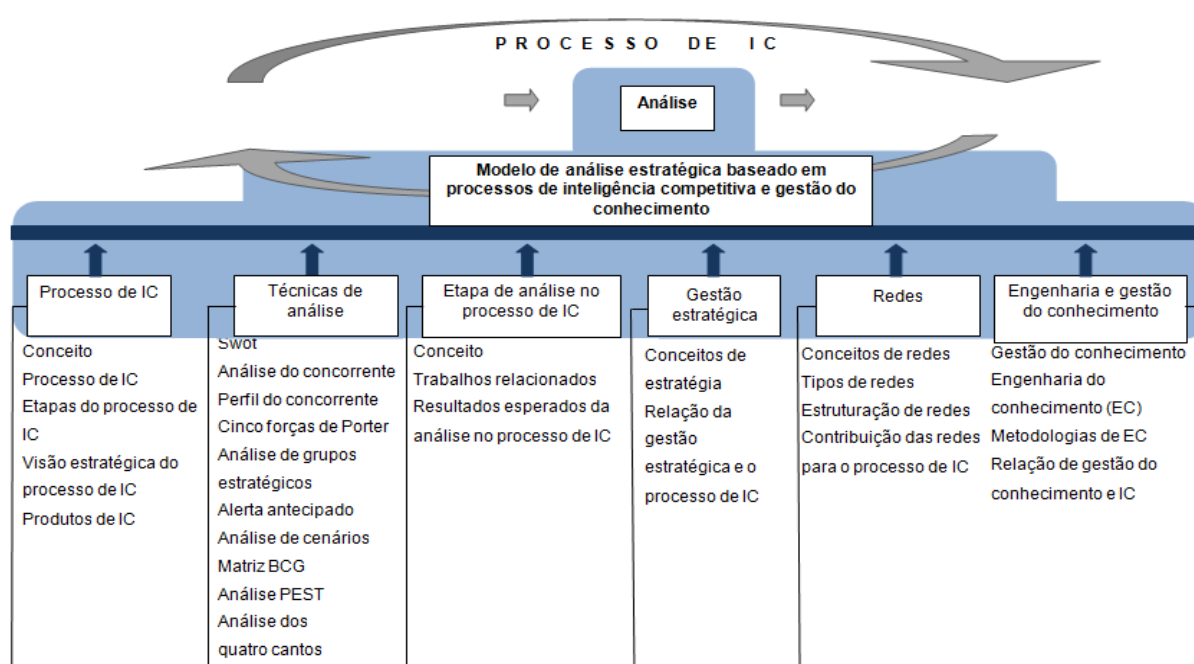 PROCESSO DE IC
Análise
Modelo de análise estratégica baseado em
processos de inteligência competitiva e gestão do
conhecimento
Processo de IC
Conceito
Processo de IC
Etapas do processo de
IC
Visão estratégica do
processo de IC
Produtos de IC
Técnicas de
análise
Swot
Análise do concorrente
Perfil do concorrente
Cinco forças de Porter
Análise de grupos
estratégicos
Alerta antecipado
Análise de cenários
Matriz BCG
Análise PEST
Análise dos
quatro cantos
Etapa de análise no
processo de IC
Conceito
Trabalhos relacionados
Resultados esperados da
análise no processo de IC
Gestão
estratégica
Conceitos de
estratégia
Relação da
gestão
estratégica e o
processo de IC
Redes
Conceitos de redes
Tipos de redes
Estruturação de redes
Contribuição das redes
para o processo de IC
Engenharia e gestão
do conhecimento
Gestão do conhecimento
Engenharia do
conhecimento (EC)
Metodologias de EC
Relação de gestão do
conhecimento e IC